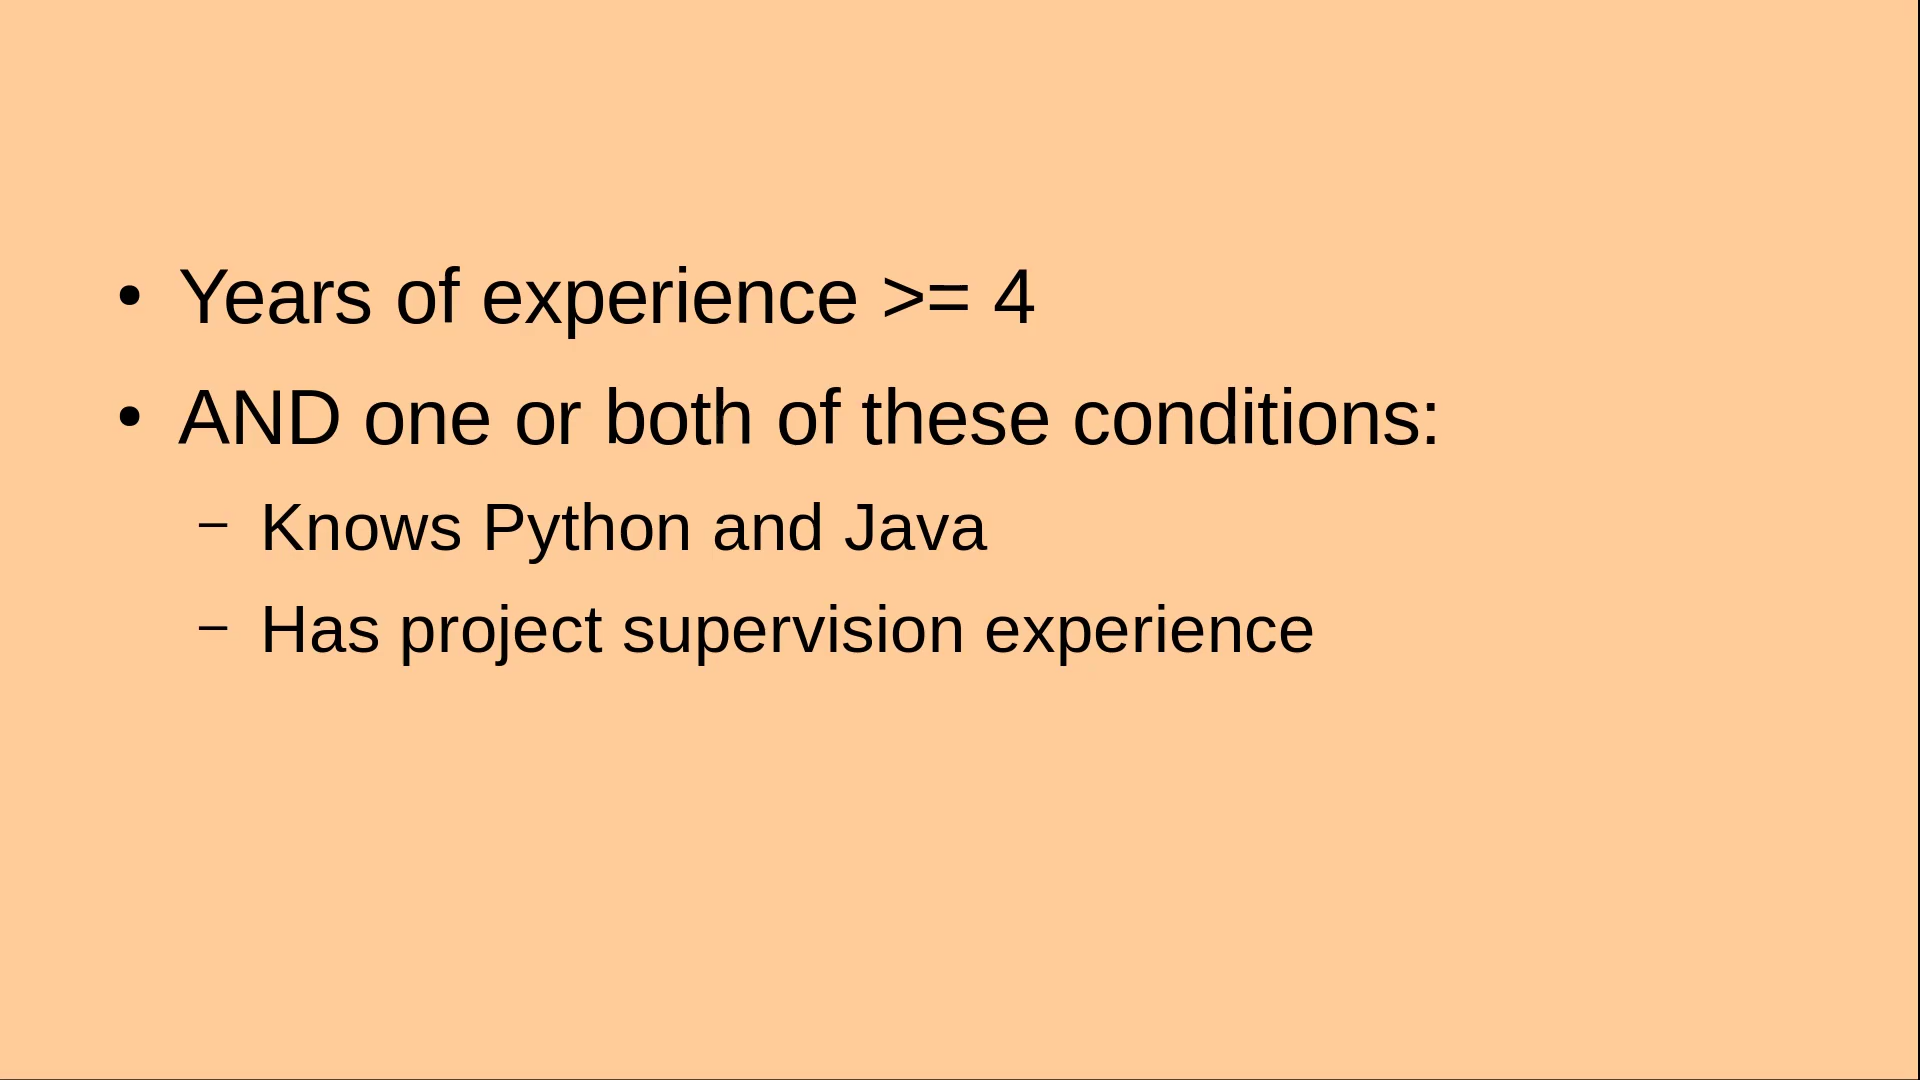 • Years of experience >= 4
• AND one or both of these conditions:
– Knows Python and Java
– Has project supervision experience